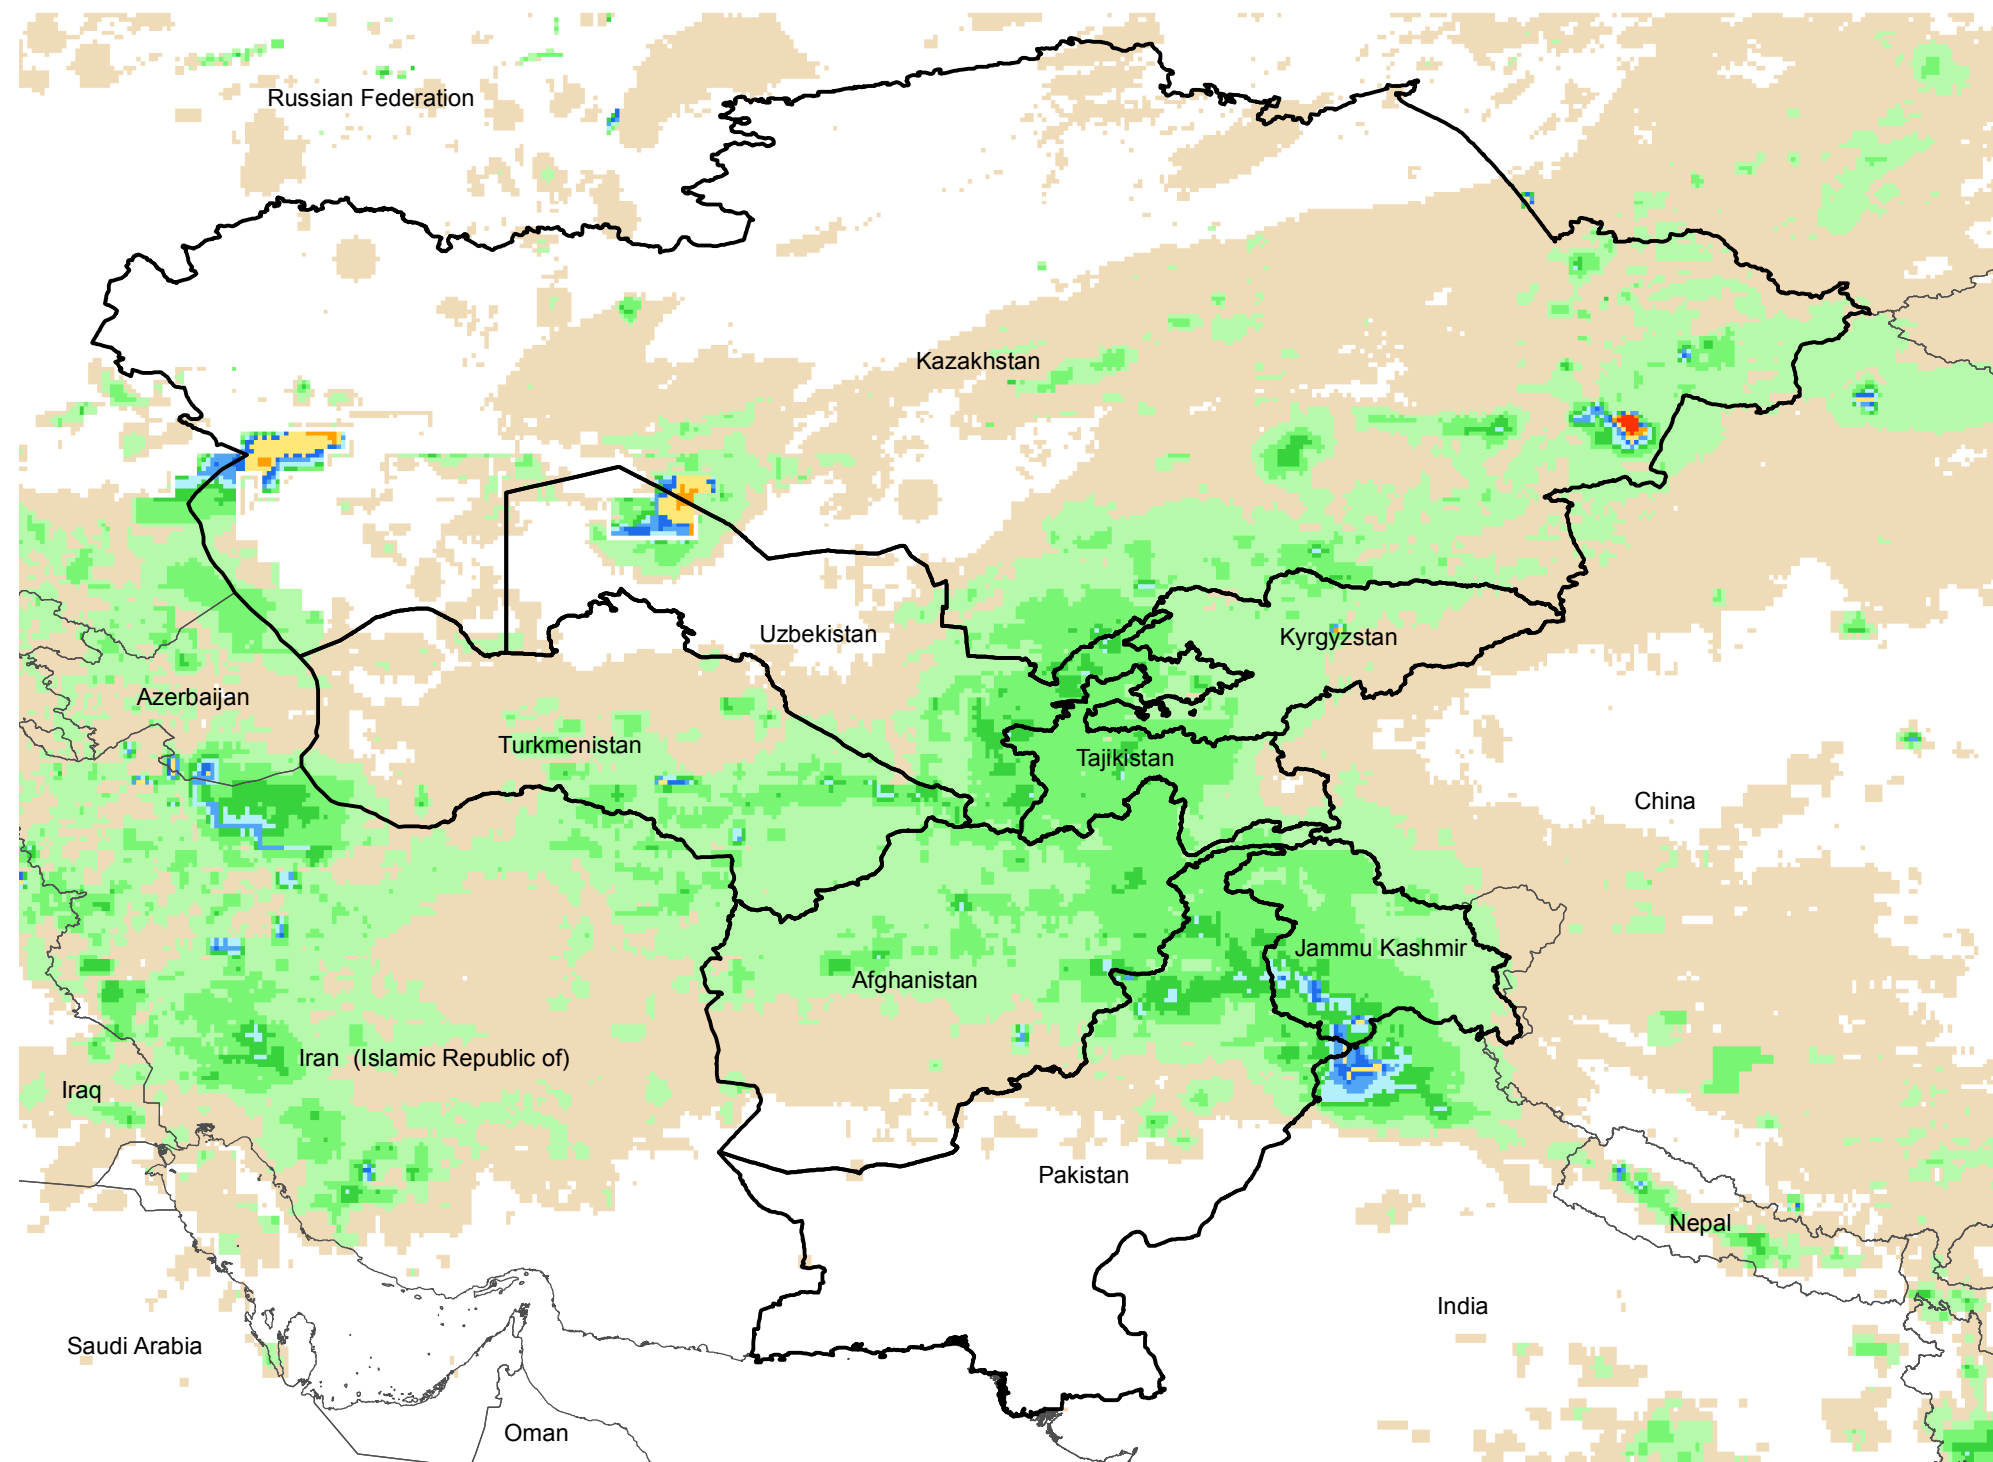 Russian Federation
Kazakhstan
Uzbekistan
Kyrgyzstan
Azerbaijan
Turkmenistan
Tajikistan
China
Jammu Kashmir
Afghanistan
Iran (Islamic Republic of)
Iraq
Pakistan
Nepal
India
Saudi Arabia
Oman